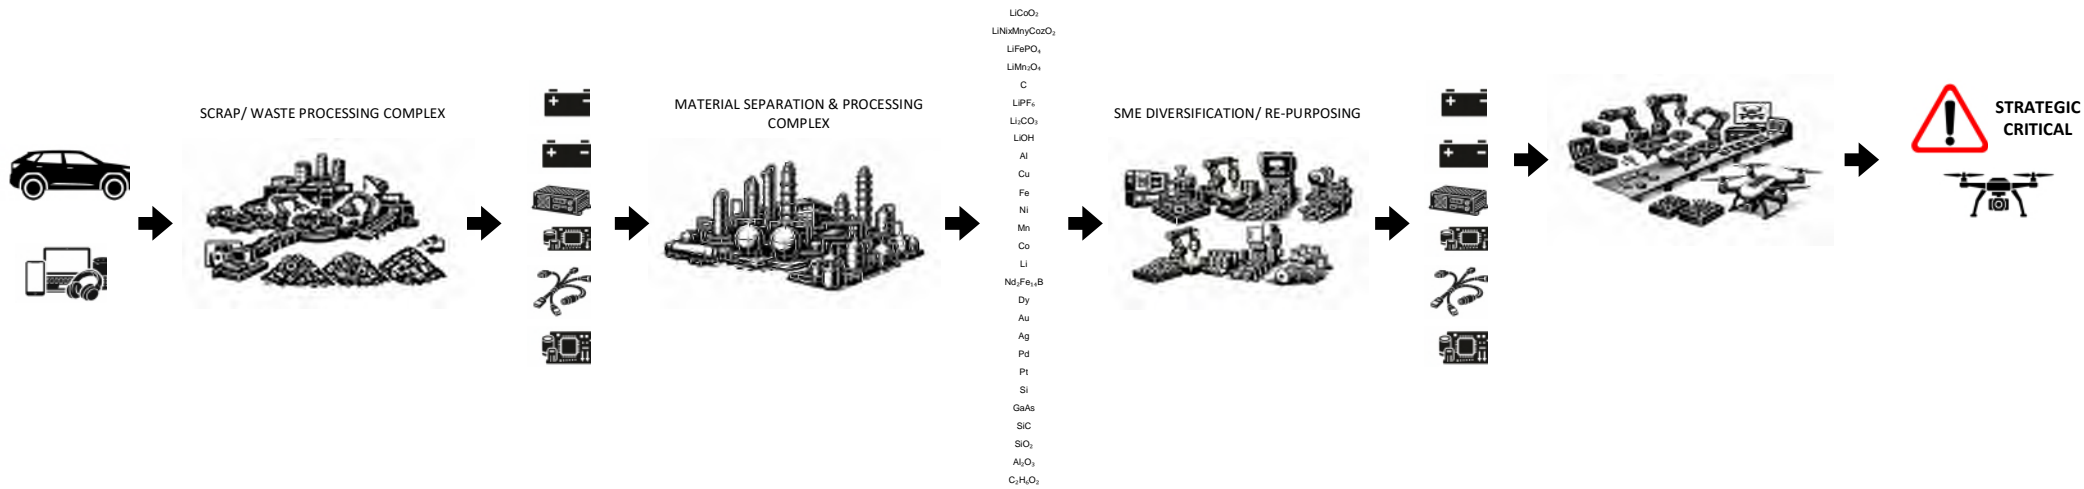 SCRAP/ WASTE PROCESSING COMPLEX
MATERIAL SEPARATION & PROCESSING
COMPLEX
LiCoO₂
LiNixMnyCozO₂
LiFePO₄
LiMn₂O₄
C
LiPF₆
Li₂CO₃
LiOH
Al
Cu
Fe
Ni
Mn
Co
Li
Nd₂Fe₁₄B
Dy
Au
Ag
Pd
Pt
Si
GaAs
SiC
SiO₂
Al₂O₃
C₂H₆O₂
SME DIVERSIFICATION/ RE-PURPOSING
STRATEGIC
CRITICAL